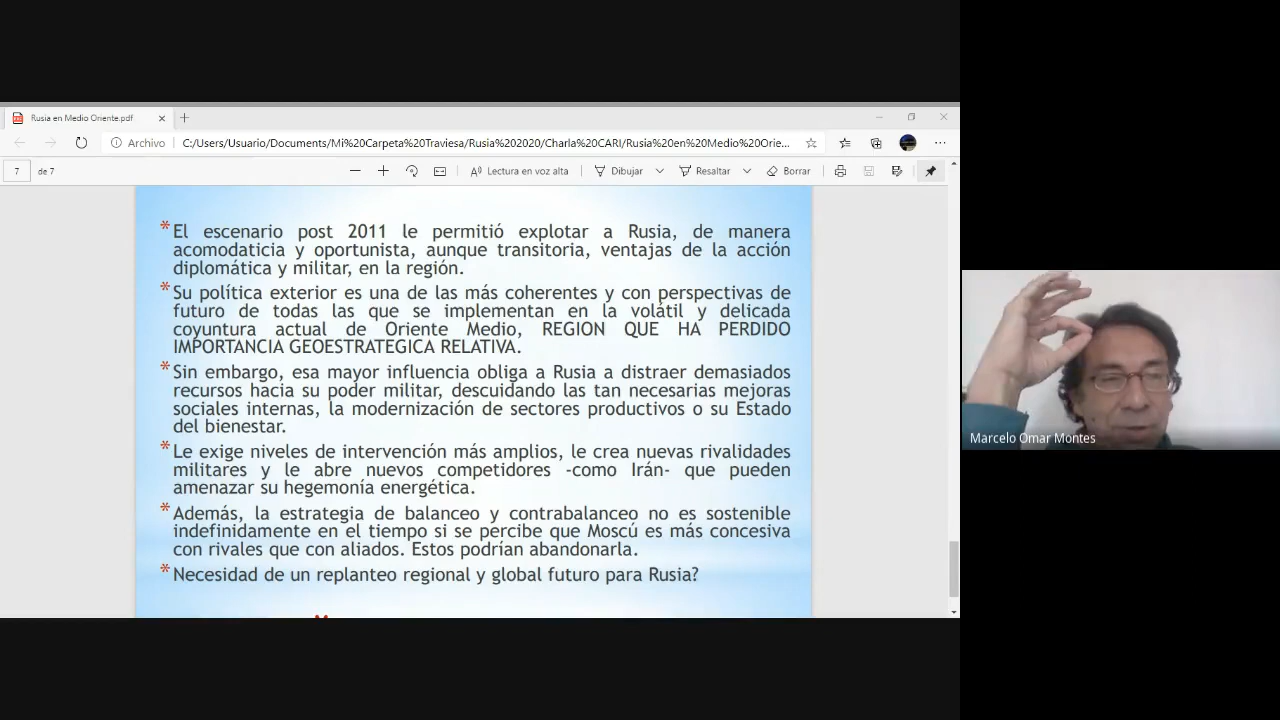 Rusia en Medio Oriente.pdf
Archivo
C:/Users/Usuario/Documents/Mi%20Carpeta%20Traviesa/Rusia%202020/Charla%20CARI/Rusia%20en%20Medio%20Orie...
7 de 7 Lectura en voz alta Dibujar Resaltar Borrar
*El escenario post 2011 le permitió explotar a Rusia, de manera
acomodaticia y oportunista, aunque transitoria, ventajas de la acción
diplomática y militar, en la región.
*Su política exterior es una de las más coherentes y con perspectivas de
futuro de todas las que se implementan en la volátil y delicada
coyuntura actual de Oriente Medio, REGION QUE HA PERDIDO
IMPORTANCIA GEOESTRATEGICA RELATIVA.
*Sin embargo, esa mayor influencia obliga a Rusia a distraer demasiados
recursos hacia su poder militar, descuidando las tan necesarias mejoras
sociales internas, la modernización de sectores productivos o su Estado
del bienestar.
*Le exige niveles de intervención más amplios, le crea nuevas rivalidades
militares y le abre nuevos competidores -como Irán- que pueden
amenazar su hegemonía energética.
*Además, la estrategia de balanceo y contrabalanceo no es sostenible
indefinidamente en el tiempo si se percibe que Moscú es más concesiva
con rivales que con aliados. Estos podrían abandonarla.
*Necesidad de un replanteo regional y global futuro para Rusia?
Marcelo Omar Montes